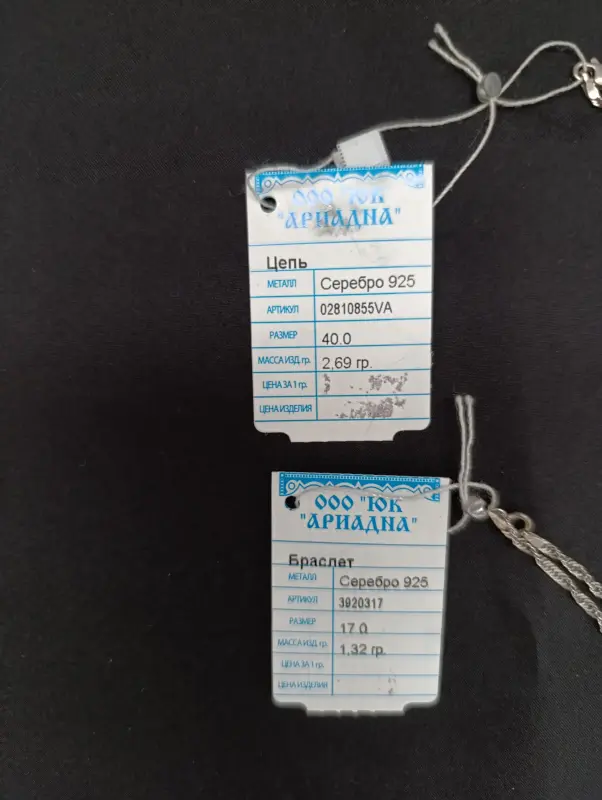 ООО "ЮК
"АРИАДНА"
Цепь
МЕТАЛЛ Серебро 925
АРТИКУЛ 02810855VA
РАЗМЕР 40.0
МАССА ИЗД. гр. 2,69 гр.
ЦЕНА ЗА 1 гр.
ЦЕНА ИЗДЕЛИЯ
ООО "ЮК
"АРИАДНА"
Браслет
МЕТАЛЛ Серебро 925
АРТИКУЛ 3920317
РАЗМЕР 17.0
МАССА ИЗД. гр. 1,32 гр.
ЦЕНА ЗА 1 гр.
ЦЕНА ИЗДЕЛИЯ